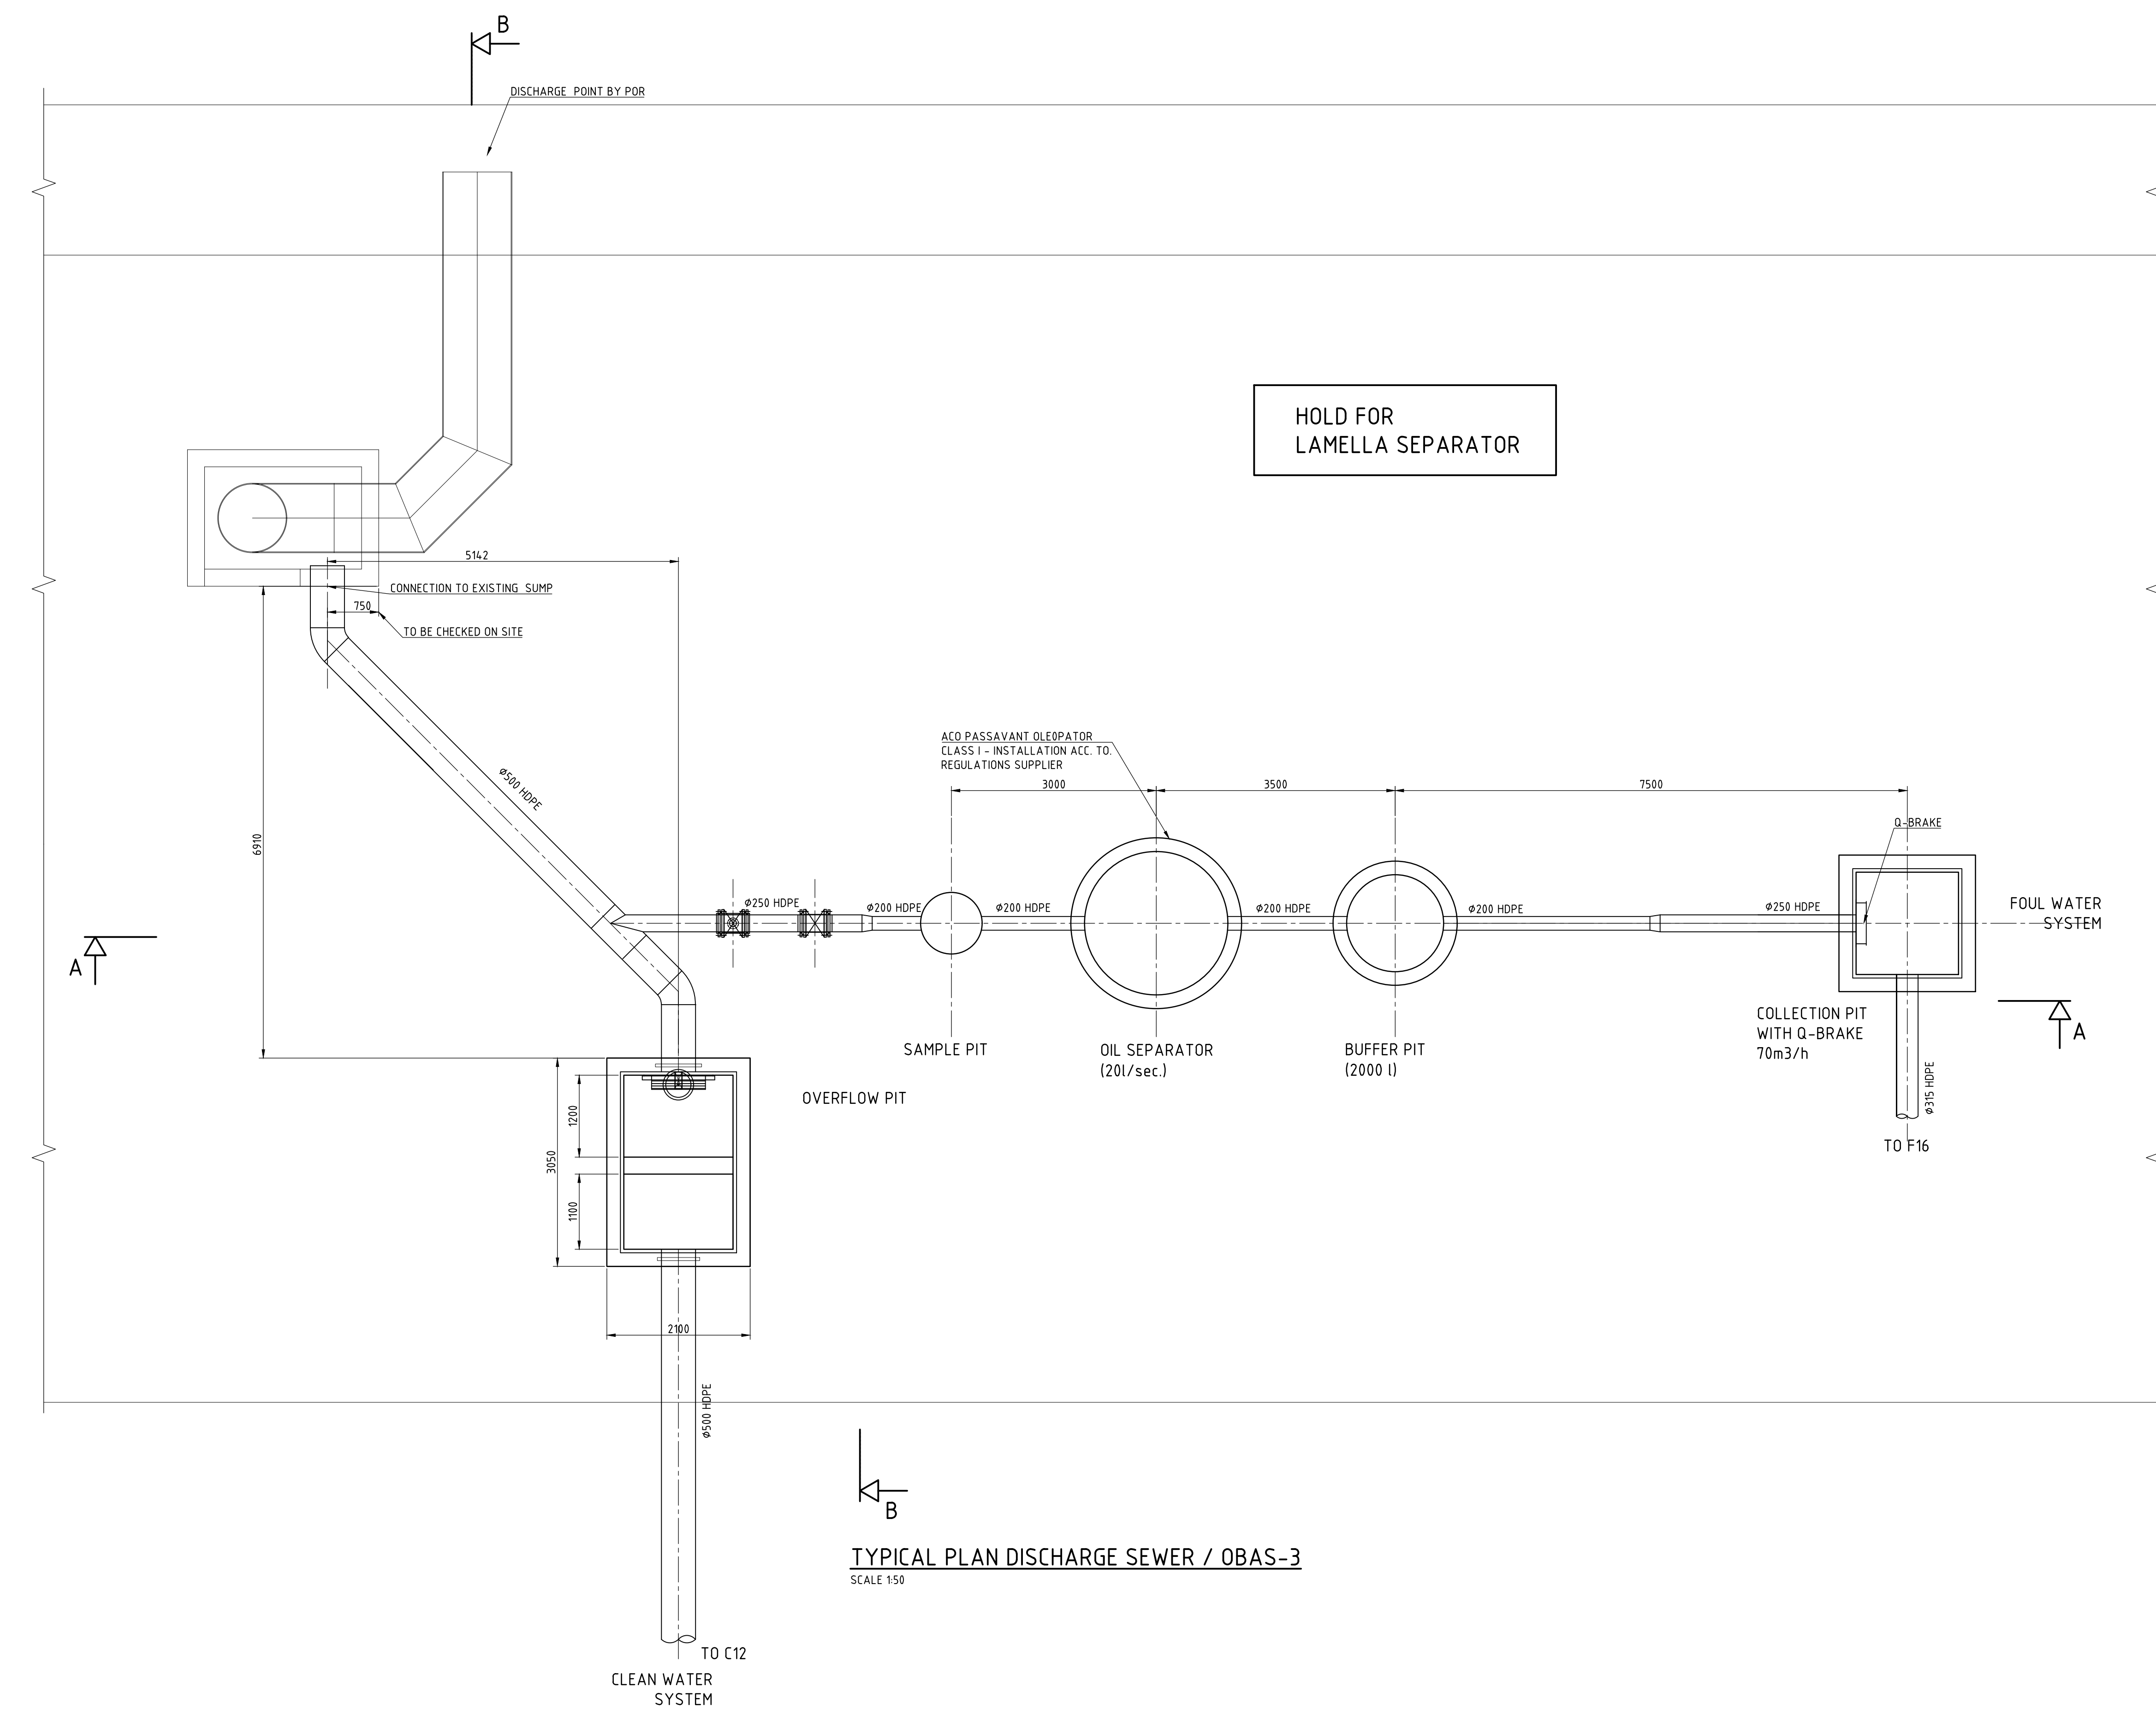 B
DISCHARGE POINT BY POR
HOLD FOR
LAMELLA SEPARATOR
5142
CONNECTION TO EXISTING SUMP
750
TO BE CHECKED ON SITE
ø500 HDPE
6910
ACO PASSAVANT OLEOPATOR
CLASS I - INSTALLATION ACC. TO.
REGULATIONS SUPPLIER
3000
3500
7500
Q-BRAKE
ø250 HDPE
ø200 HDPE
ø200 HDPE
ø200 HDPE
ø200 HDPE
ø250 HDPE
FOUL WATER
SYSTEM
A
A
SAMPLE PIT
OIL SEPARATOR
(20l/sec.)
BUFFER PIT
(2000 l)
COLLECTION PIT
WITH Q-BRAKE
70m3/h
ø315 HDPE
TO F16
OVERFLOW PIT
1200
3050
1100
2100
ø500 HDPE
B
TYPICAL PLAN DISCHARGE SEWER / OBAS-3
SCALE 1:50
TO C12
CLEAN WATER
SYSTEM